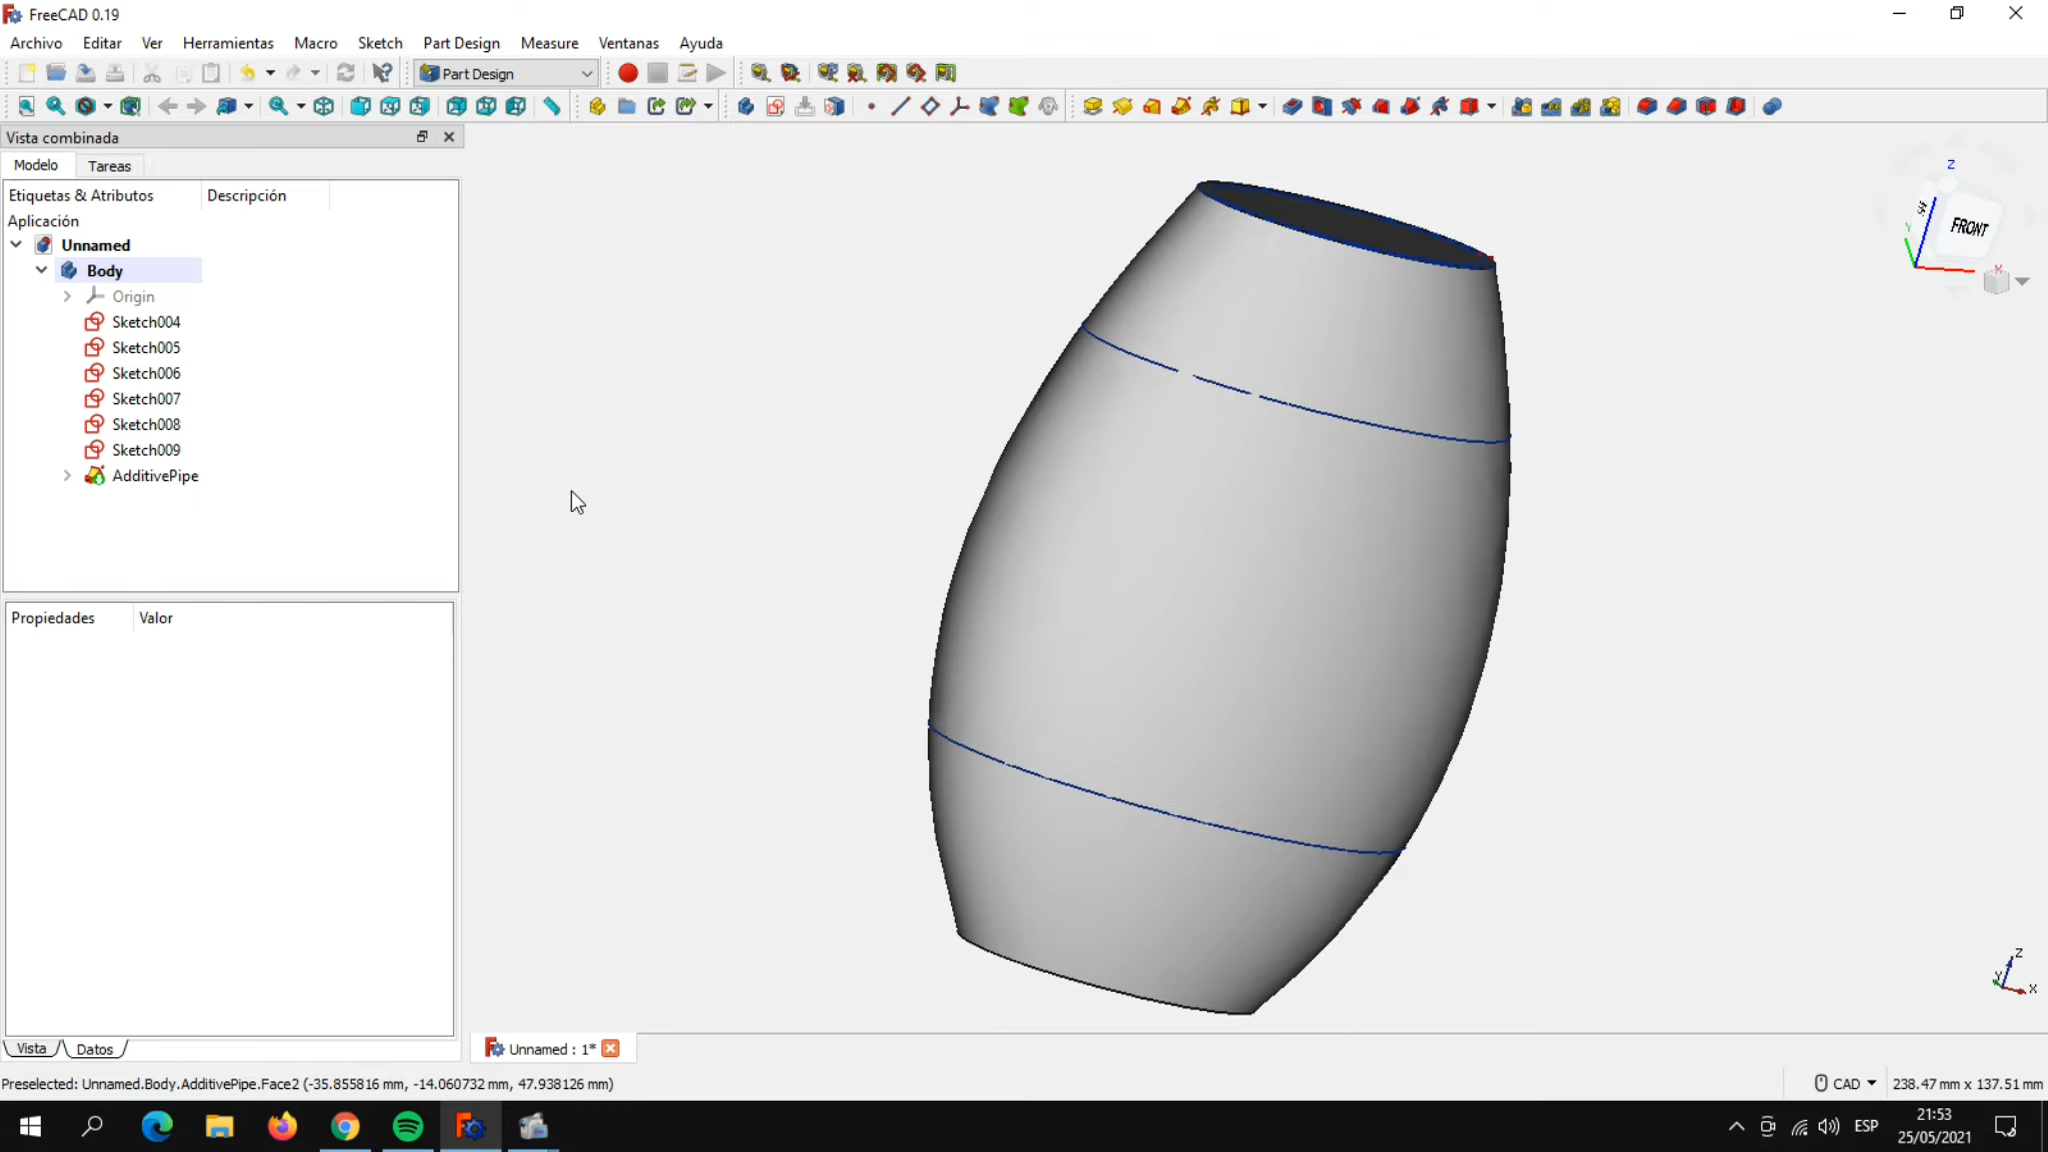 FreeCAD 0.19
Archivo Editar Ver Herramientas Macro Sketch Part Design Measure Ventanas Ayuda
Part Design
Vista combinada
Modelo Tareas
Etiquetas & Atributos Descripción
Aplicación
Unnamed
Body
Origin
Sketch004
Sketch005
Sketch006
Sketch007
Sketch008
Sketch009
AdditivePipe
Propiedades Valor
Vista Datos
Z
FRONT
Y
X
Z
Y
X
Unnamed : 1*
Preselected: Unnamed.Body.AdditivePipe.Face2 (-35.855816 mm, -14.060732 mm, 47.938126 mm)
CAD 238.47 mm x 137.51 mm
ESP
21:53
25/05/2021